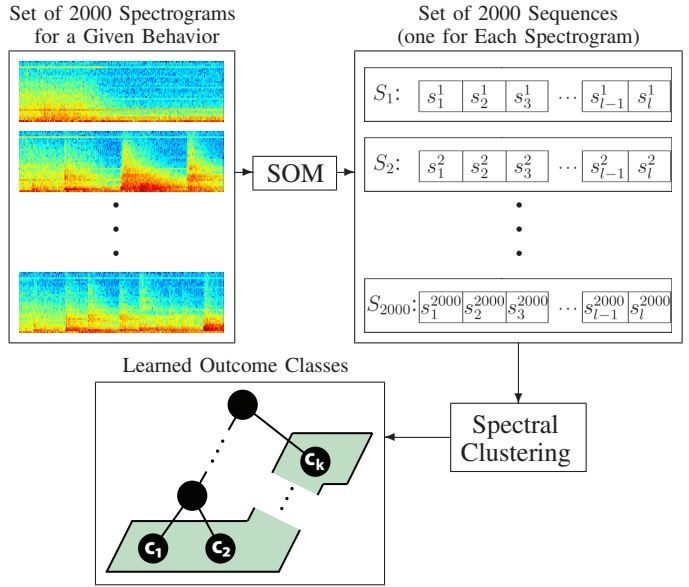 Set of 2000 Spectrograms
for a Given Behavior
Set of 2000 Sequences
(one for Each Spectrogram)
SOM
S₁: s₁¹ s₂¹ s₃¹ ... sₗ₋₁¹ sₗ¹
S₂: s₁² s₂² s₃² ... sₗ₋₁² sₗ²
S₂₀₀₀: s₁²⁰⁰⁰ s₂²⁰⁰⁰ s₃²⁰⁰⁰ ... sₗ₋₁²⁰⁰⁰ sₗ²⁰⁰⁰
Learned Outcome Classes
Spectral
Clustering
cₖ
c₁ c₂